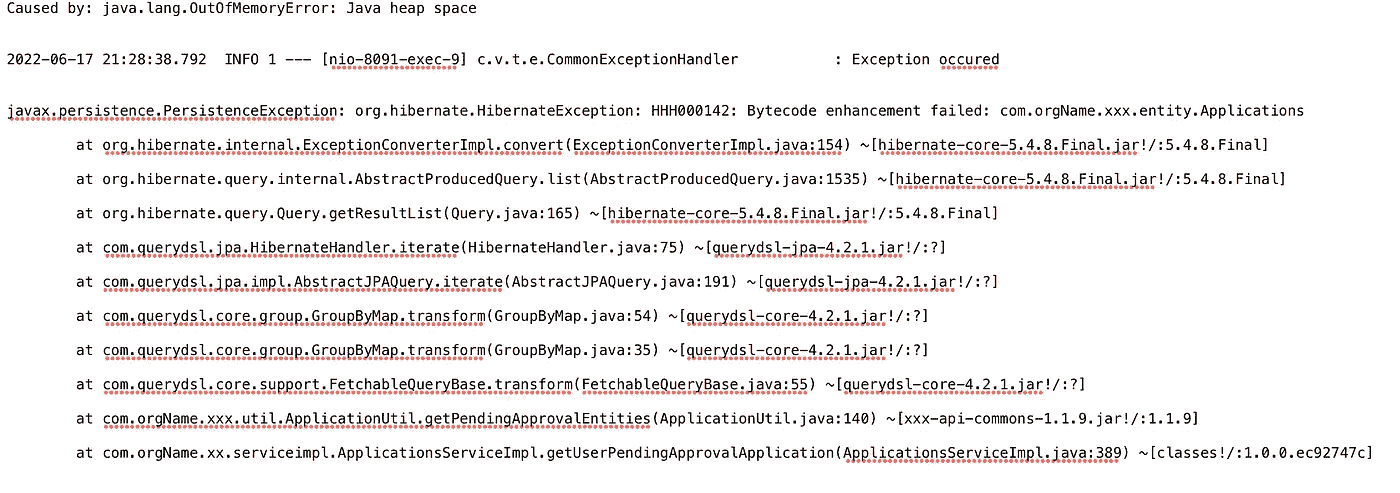 Caused by: java.lang.OutOfMemoryError: Java heap space
2022-06-17 21:28:38.792  INFO 1 --- [nio-8091-exec-9] c.v.t.e.CommonExceptionHandler           : Exception occured
javax.persistence.PersistenceException: org.hibernate.HibernateException: HHH000142: Bytecode enhancement failed: com.orgName.xxx.entity.Applications
at org.hibernate.internal.ExceptionConverterImpl.convert(ExceptionConverterImpl.java:154) ~[hibernate-core-5.4.8.Final.jar!/:5.4.8.Final]
at org.hibernate.query.internal.AbstractProducedQuery.list(AbstractProducedQuery.java:1535) ~[hibernate-core-5.4.8.Final.jar!/:5.4.8.Final]
at org.hibernate.query.Query.getResultList(Query.java:165) ~[hibernate-core-5.4.8.Final.jar!/:5.4.8.Final]
at com.querydsl.jpa.HibernateHandler.iterate(HibernateHandler.java:75) ~[querydsl-jpa-4.2.1.jar!/:?]
at com.querydsl.jpa.impl.AbstractJPAQuery.iterate(AbstractJPAQuery.java:191) ~[querydsl-jpa-4.2.1.jar!/:?]
at com.querydsl.core.group.GroupByMap.transform(GroupByMap.java:54) ~[querydsl-core-4.2.1.jar!/:?]
at com.querydsl.core.group.GroupByMap.transform(GroupByMap.java:35) ~[querydsl-core-4.2.1.jar!/:?]
at com.querydsl.core.support.FetchableQueryBase.transform(FetchableQueryBase.java:55) ~[querydsl-core-4.2.1.jar!/:?]
at com.orgName.xxx.util.ApplicationUtil.getPendingApprovalEntities(ApplicationUtil.java:140) ~[xxx-api-commons-1.1.9.jar!/:1.1.9]
at com.orgName.xx.serviceimpl.ApplicationsServiceImpl.getUserPendingApprovalApplication(ApplicationsServiceImpl.java:389) ~[classes!/:1.0.0.ec92747c]